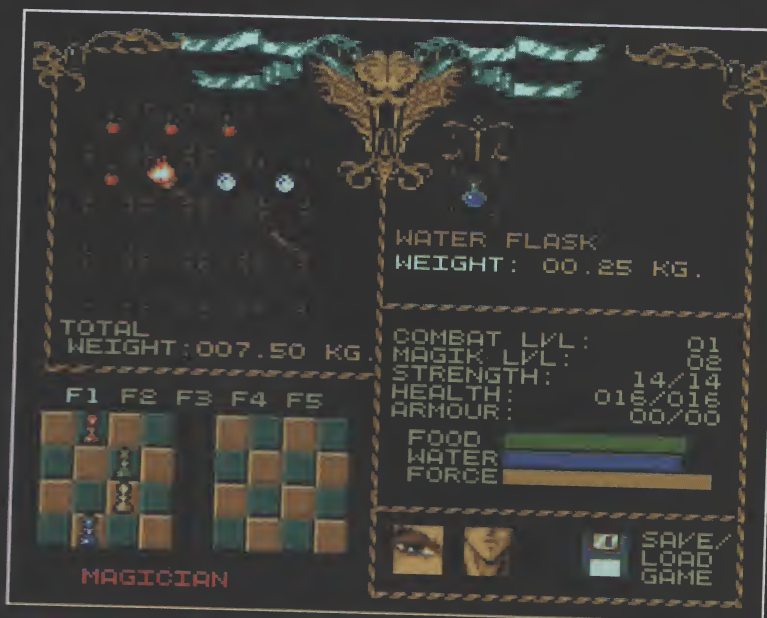 WATER FLASK
WEIGHT: 00.25 KG.
TOTAL
WEIGHT:007.50 KG.
COMBAT LVL: 01
MAGIK LVL: 02
STRENGTH: 14/14
HEALTH: 016/016
ARMOUR: 00/00
FOOD
WATER
FORCE
F1 F2 F3 F4 F5
MAGICIAN
SAVE/
LOAD
GAME